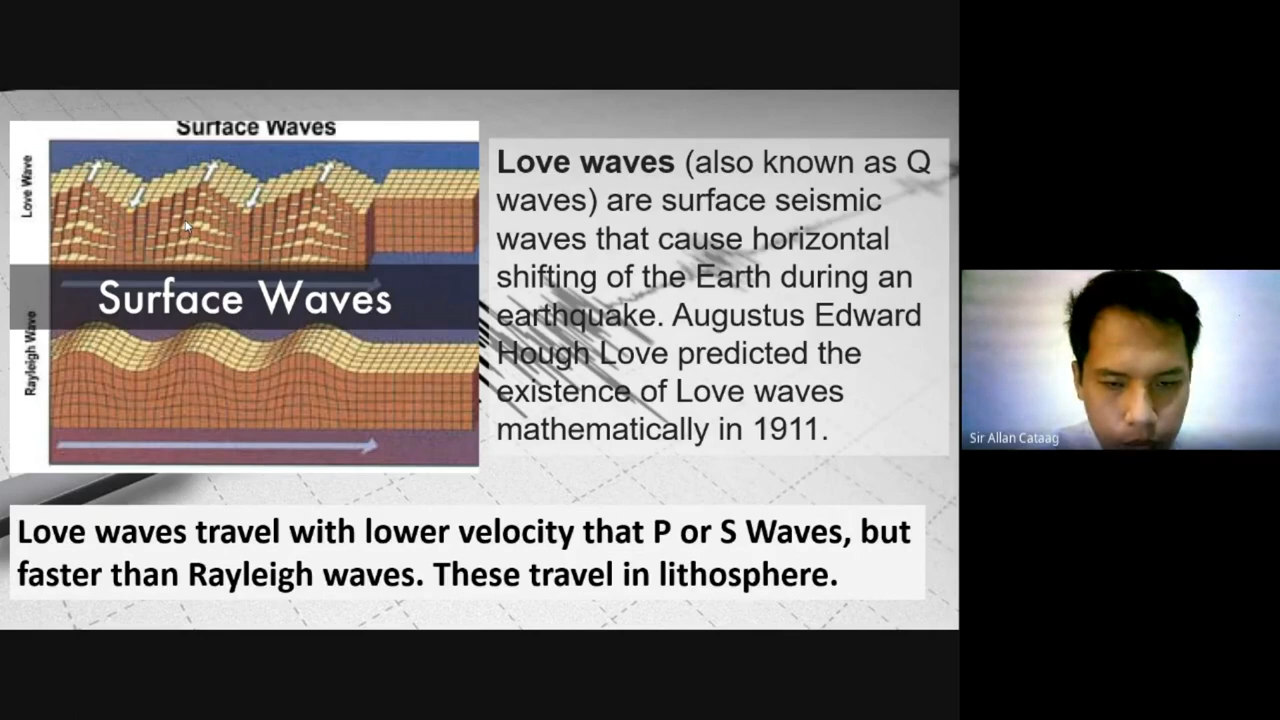 Surface Waves
Love Wave
Surface Waves
Rayleigh Wave
Love waves (also known as Q
waves) are surface seismic
waves that cause horizontal
shifting of the Earth during an
earthquake. Augustus Edward
Hough Love predicted the
existence of Love waves
mathematically in 1911.
Love waves travel with lower velocity that P or S Waves, but
faster than Rayleigh waves. These travel in lithosphere.
Sir Allan Cataag